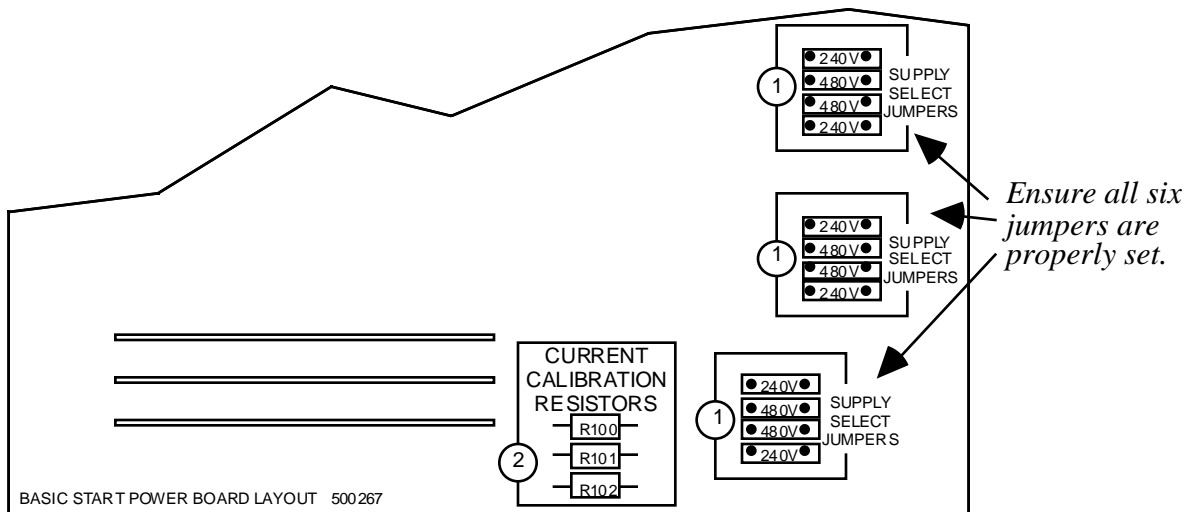 1
240V
480V
480V
240V
SUPPLY
SELECT
JUMPERS
1
240V
480V
480V
240V
SUPPLY
SELECT
JUMPERS
Ensure all six
jumpers are
properly set.
CURRENT
CALIBRATION
RESISTORS
R100
R101
R102
2
1
240V
480V
480V
240V
SUPPLY
SELECT
JUMPERS
BASIC START POWER BOARD LAYOUT 500267